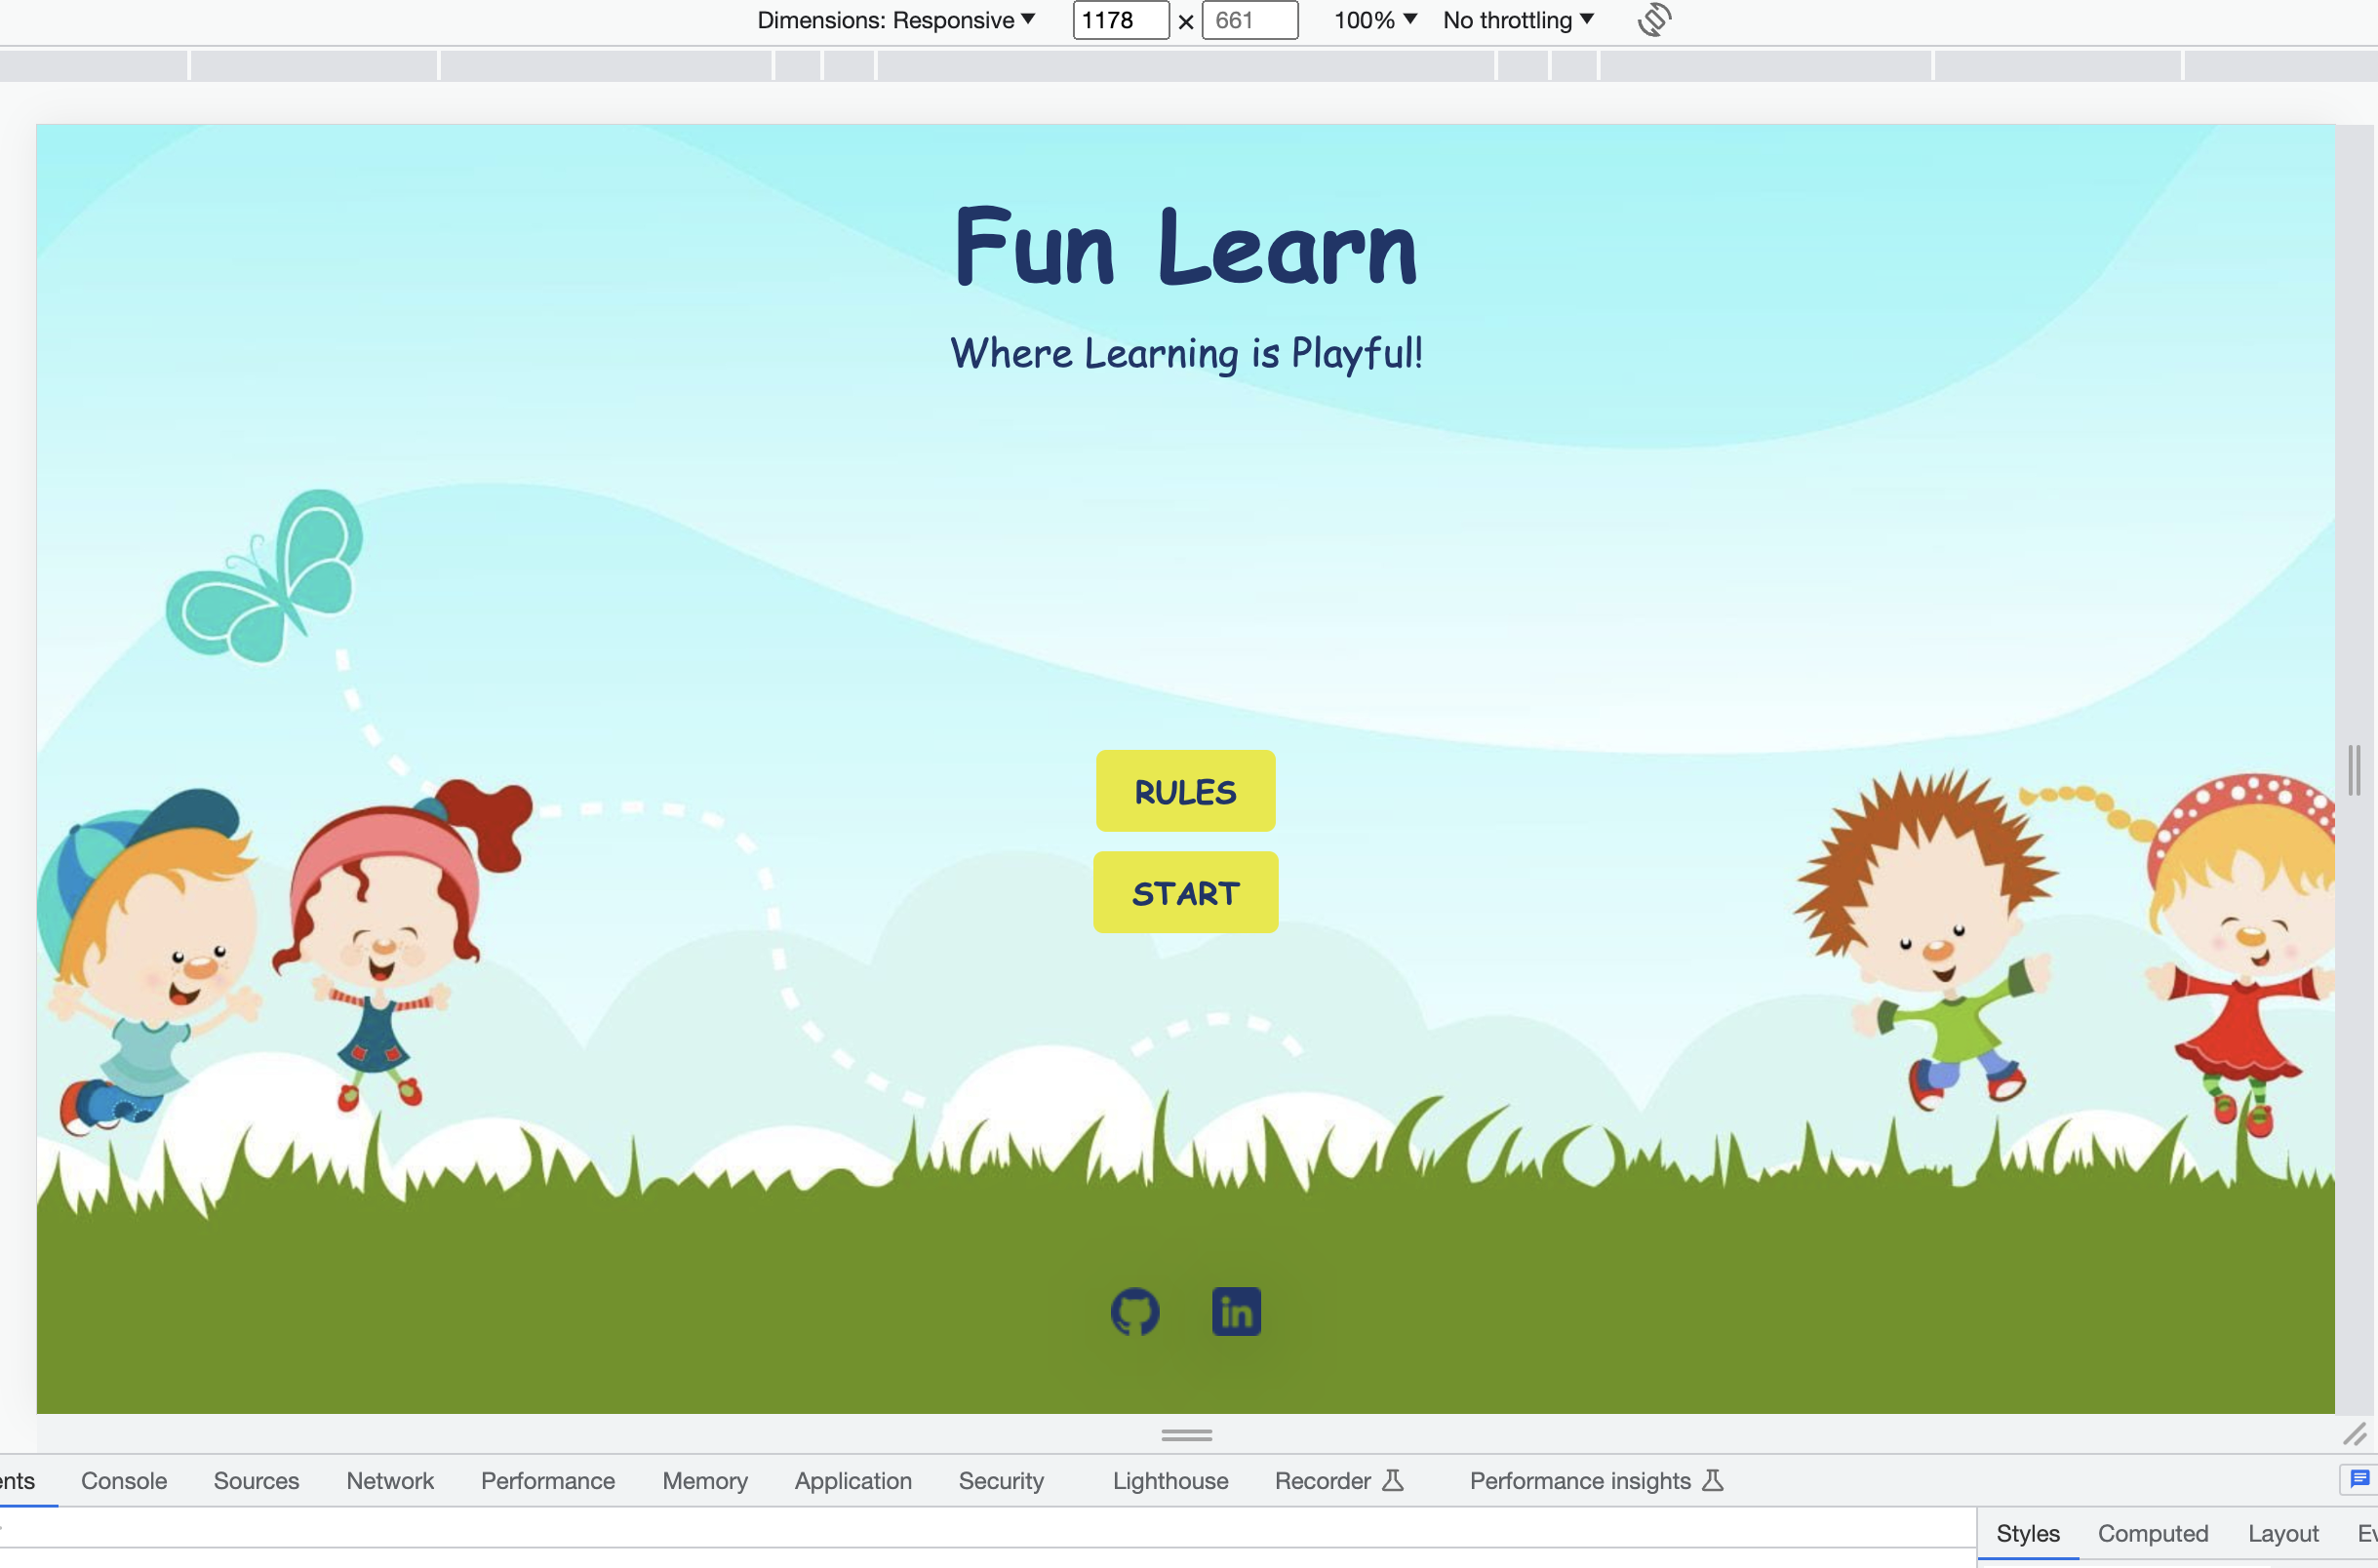 Dimensions: Responsive 1178 × 661 100% No throttling
Fun Learn
Where Learning is Playful!!
RULES
START
in
ents Console Sources Network Performance Memory Application Security Lighthouse Recorder Performance insights
Styles Computed Layout Ev